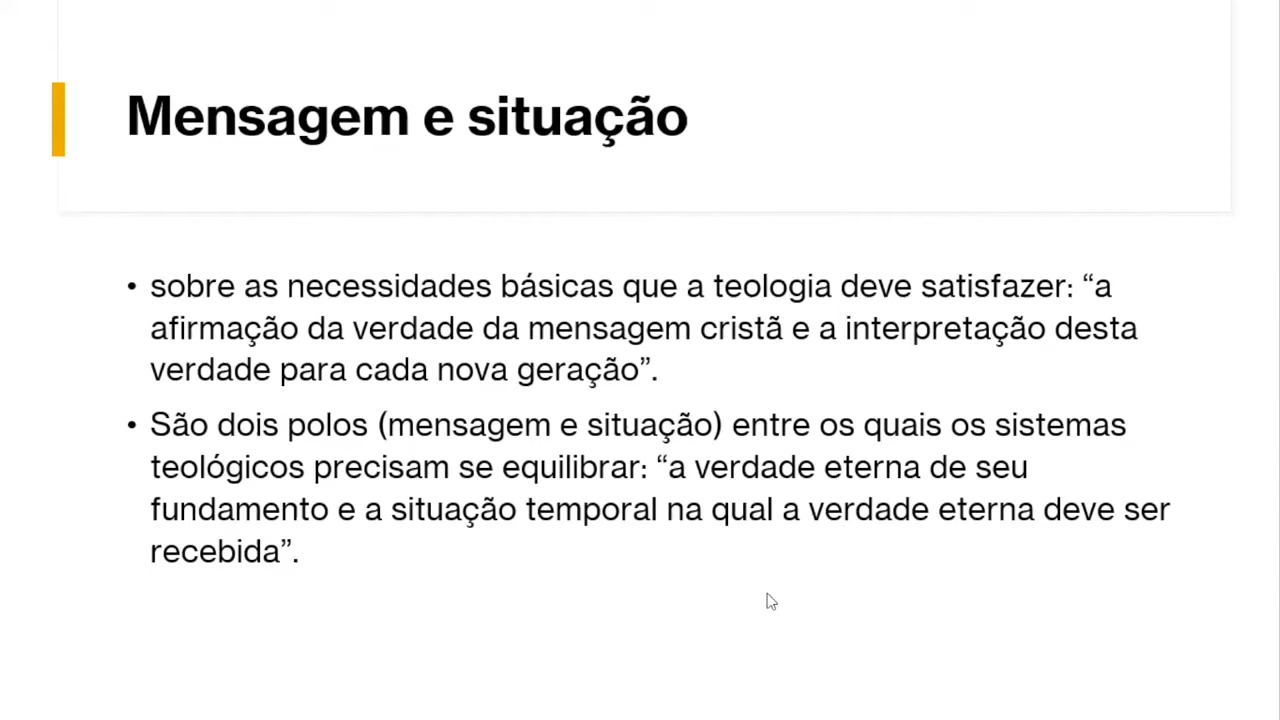 Mensagem e situação
• sobre as necessidades básicas que a teologia deve satisfazer: “a
afirmação da verdade da mensagem cristã e a interpretação desta
verdade para cada nova geração”.
• São dois polos (mensagem e situação) entre os quais os sistemas
teológicos precisam se equilibrar: “a verdade eterna de seu
fundamento e a situação temporal na qual a verdade eterna deve ser
recebida”.